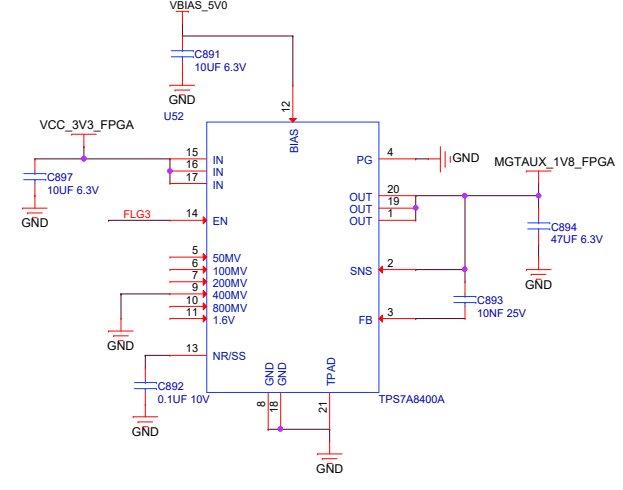 VBIAS_5V0
C891
10UF 6.3V
GND
U52
12
BIAS
VCC_3V3_FPGA
C897
10UF 6.3V
GND
15
IN
16
IN
17
IN
PG
4
GND
MGTAUX_1V8_FPGA
OUT
20
OUT
19
OUT
1
C894
47UF 6.3V
GND
FLG3
14
EN
5
50MV
6
100MV
7
200MV
9
400MV
10
800MV
11
1.6V
GND
SNS
2
C893
10NF 25V
FB
3
13
NR/SS
C892
0.1UF 10V
GND
GND
GND
TPAD
8
18
21
TPS7A8400A
GND